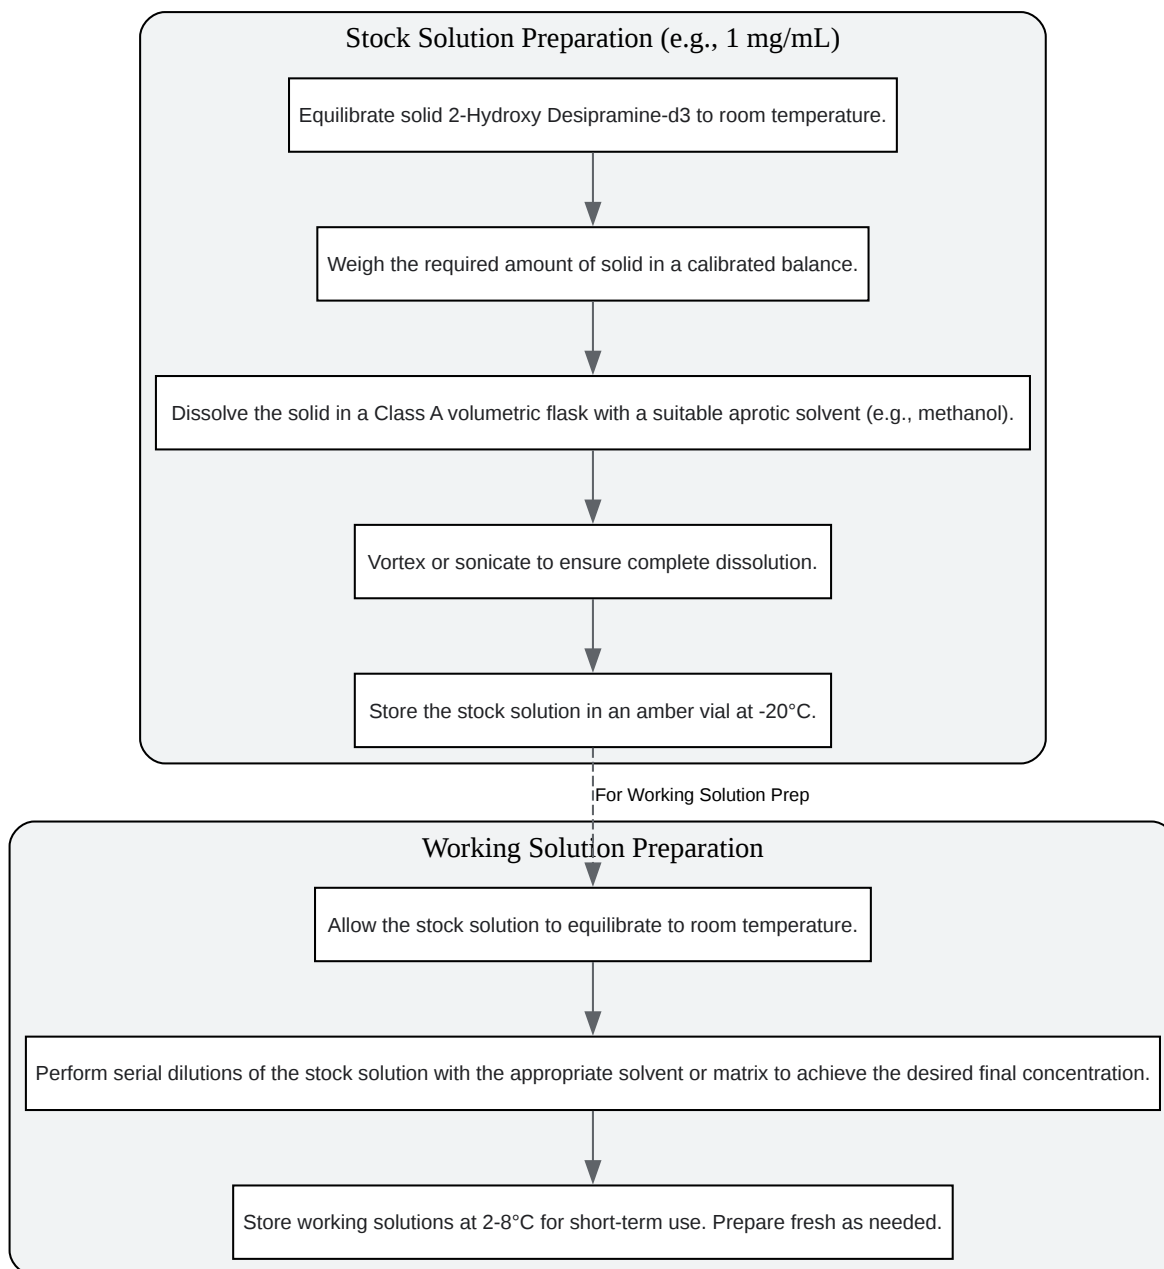 Stock Solution Preparation (e.g., 1 mg/mL)
Equilibrate solid 2-Hydroxy Desipramine-d3 to room temperature.
Weigh the required amount of solid in a calibrated balance.
Dissolve the solid in a Class A volumetric flask with a suitable aprotic solvent (e.g., methanol).
Vortex or sonicate to ensure complete dissolution.
Store the stock solution in an amber vial at -20°C.
For Working Solution Prep
Working Solution Preparation
Allow the stock solution to equilibrate to room temperature.
Perform serial dilutions of the stock solution with the appropriate solvent or matrix to achieve the desired final concentration.
Store working solutions at 2-8°C for short-term use. Prepare fresh as needed.